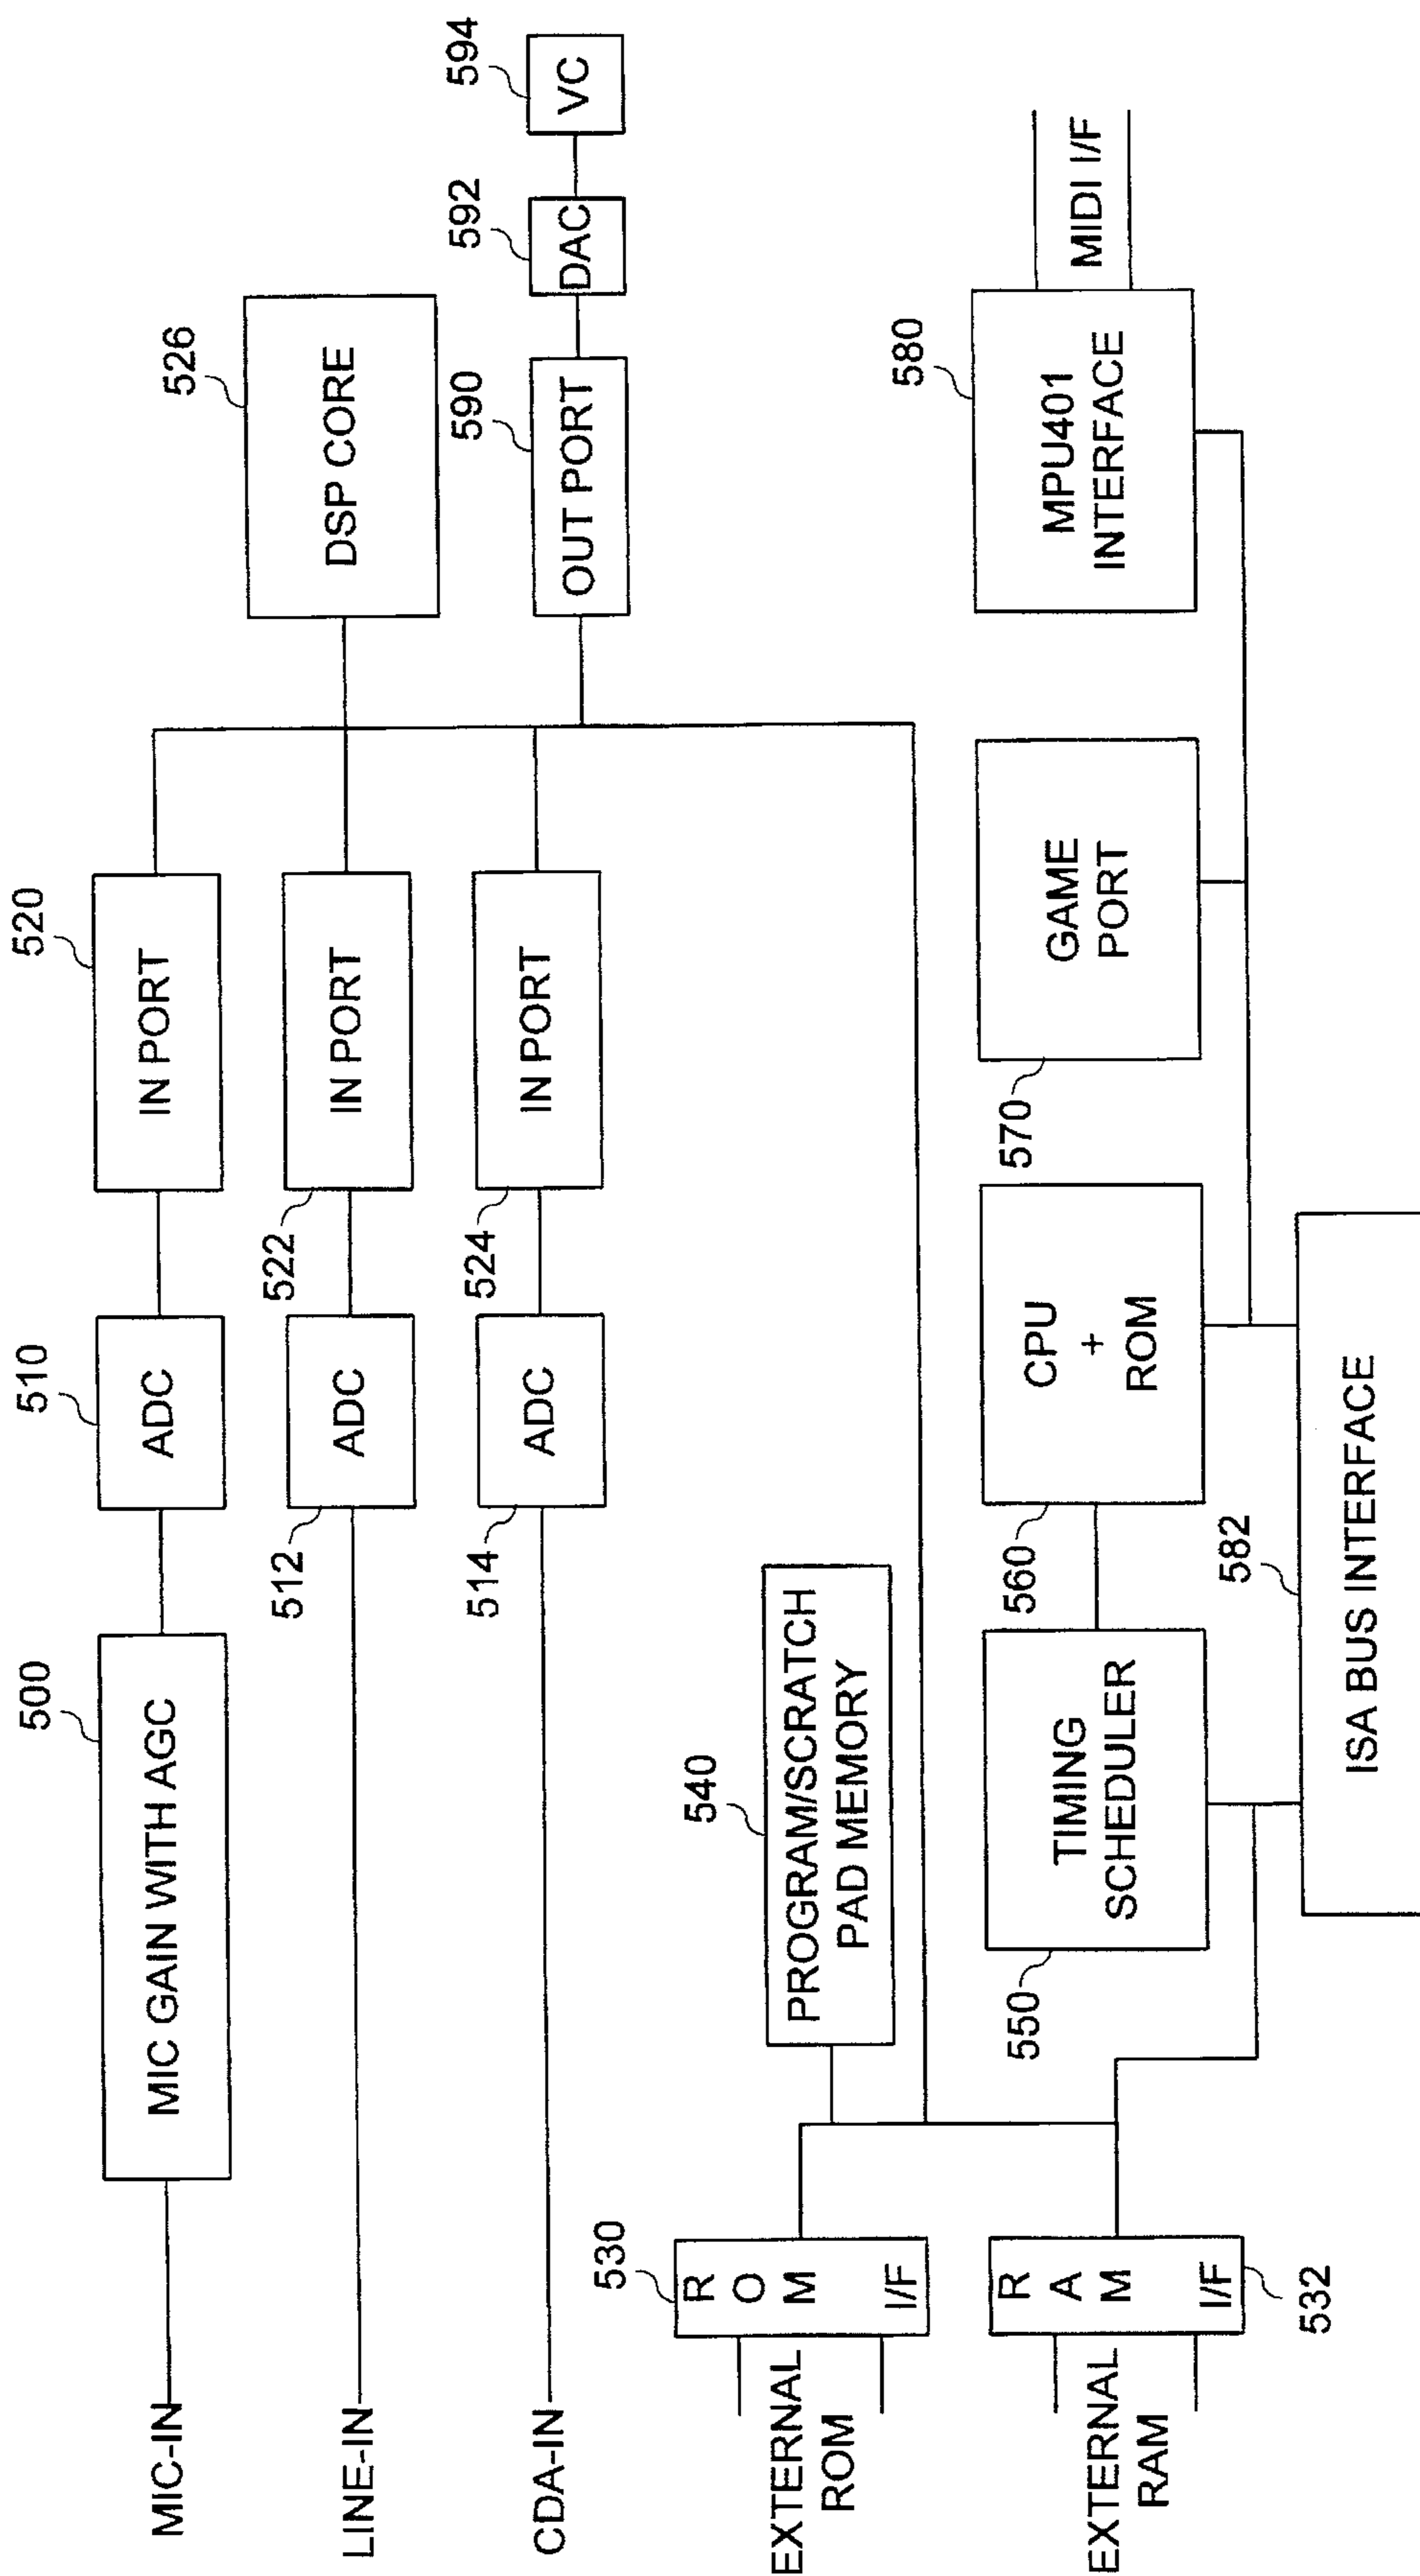 MIC-IN
500
MIC GAIN WITH AGC
510
ADC
520
IN PORT
526
DSP CORE
LINE-IN
512
ADC
522
IN PORT
CDA-IN
514
ADC
524
IN PORT
590
OUT PORT
592
DAC
594
VC
EXTERNAL
ROM
530
R
O
M
I/F
540
PROGRAM/SCRATCH
PAD MEMORY
EXTERNAL
RAM
532
R
A
M
I/F
550
TIMING
SCHEDULER
560
CPU
+
ROM
570
GAME
PORT
580
MPU401
INTERFACE
MIDI I/F
582
ISA BUS INTERFACE